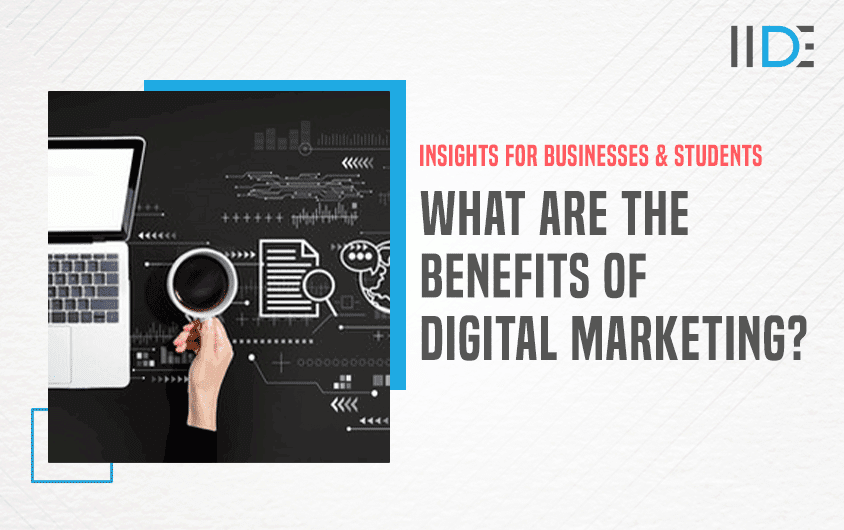 IIDE
INSIGHTS FOR BUSINESSES & STUDENTS
WHAT ARE THE
BENEFITS OF
DIGITAL MARKETING?